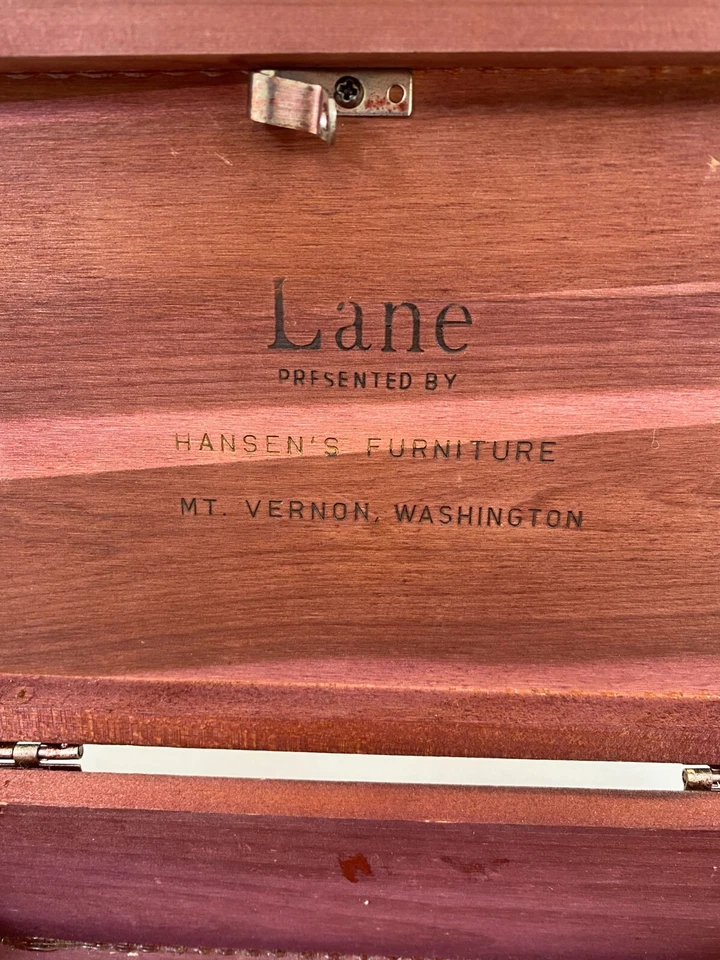 Lane
PRESENTED BY
HANSEN'S FURNITURE
MT. VERNON, WASHINGTON